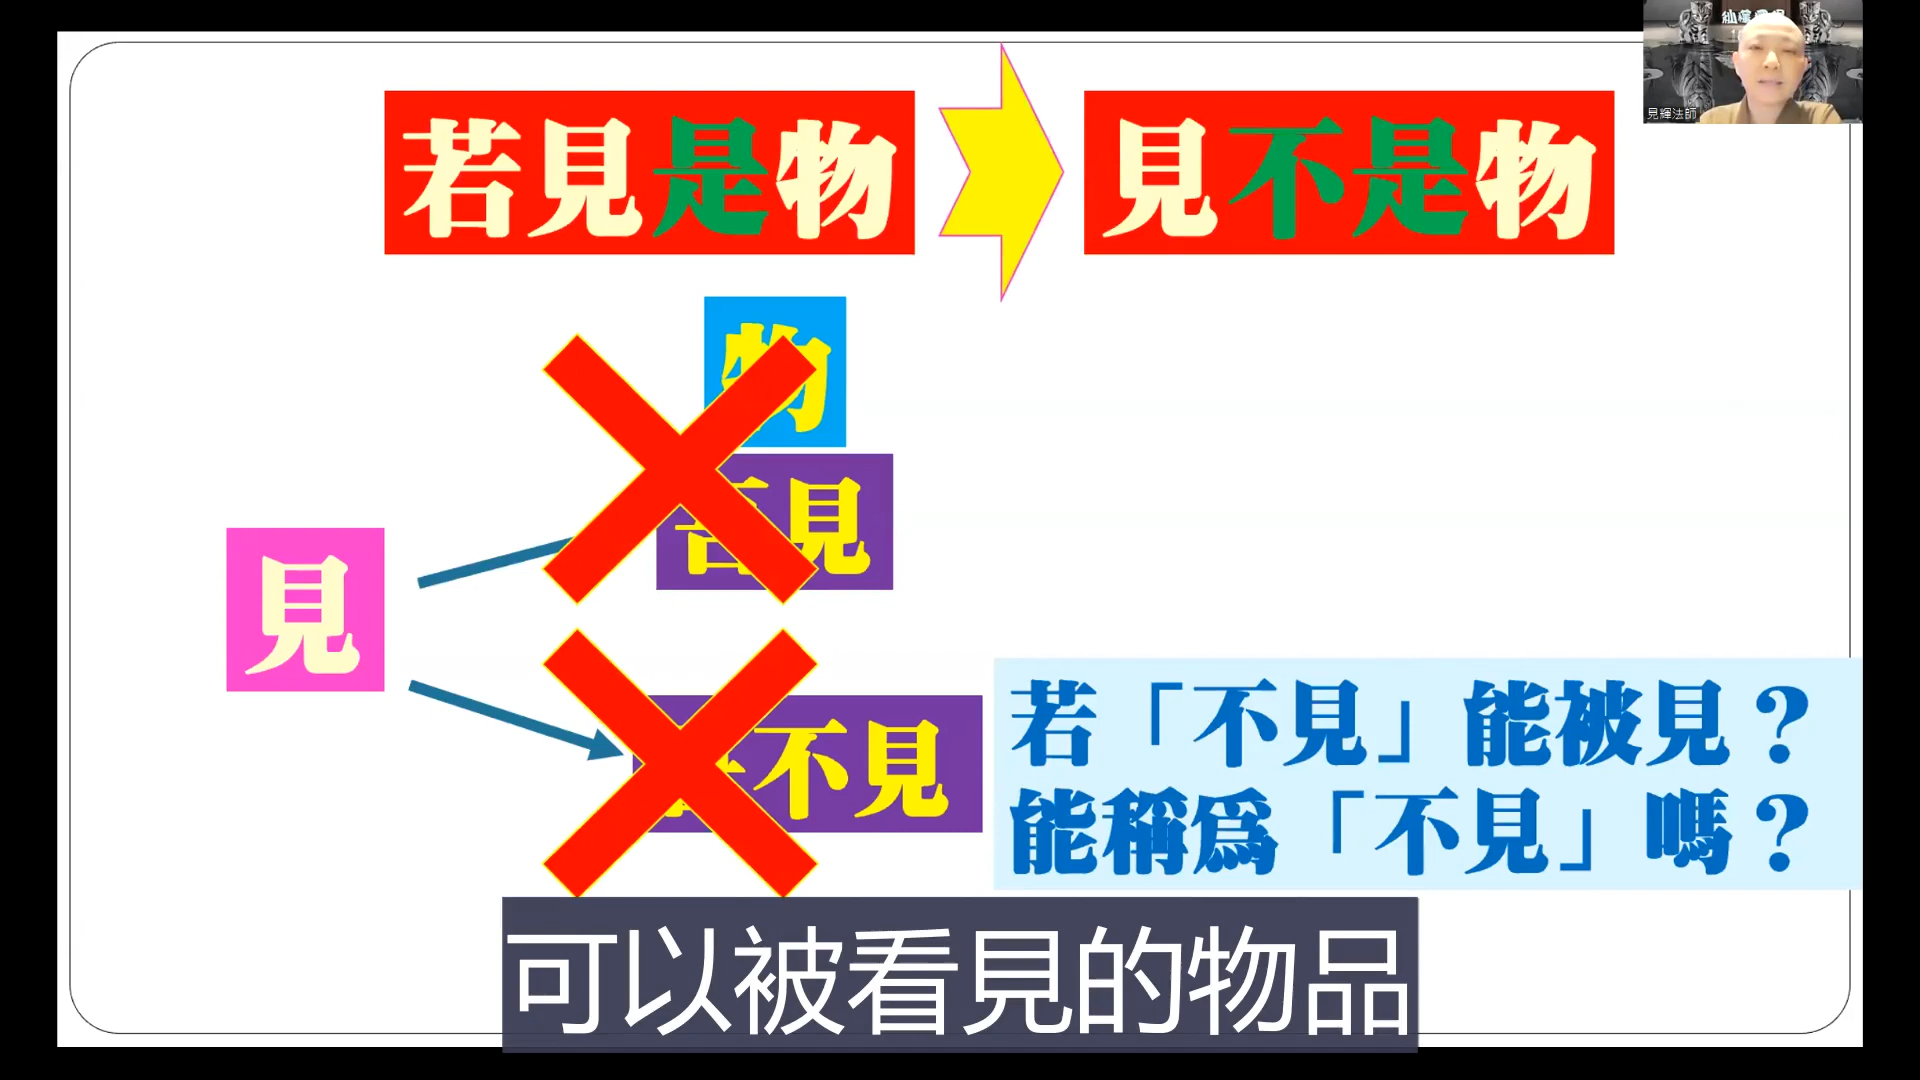 若見是物
見不是物
見輝法師
物
吾見
見
不見
若「不見」能被見？
能稱爲「不見」嗎？
可以被看見的物品